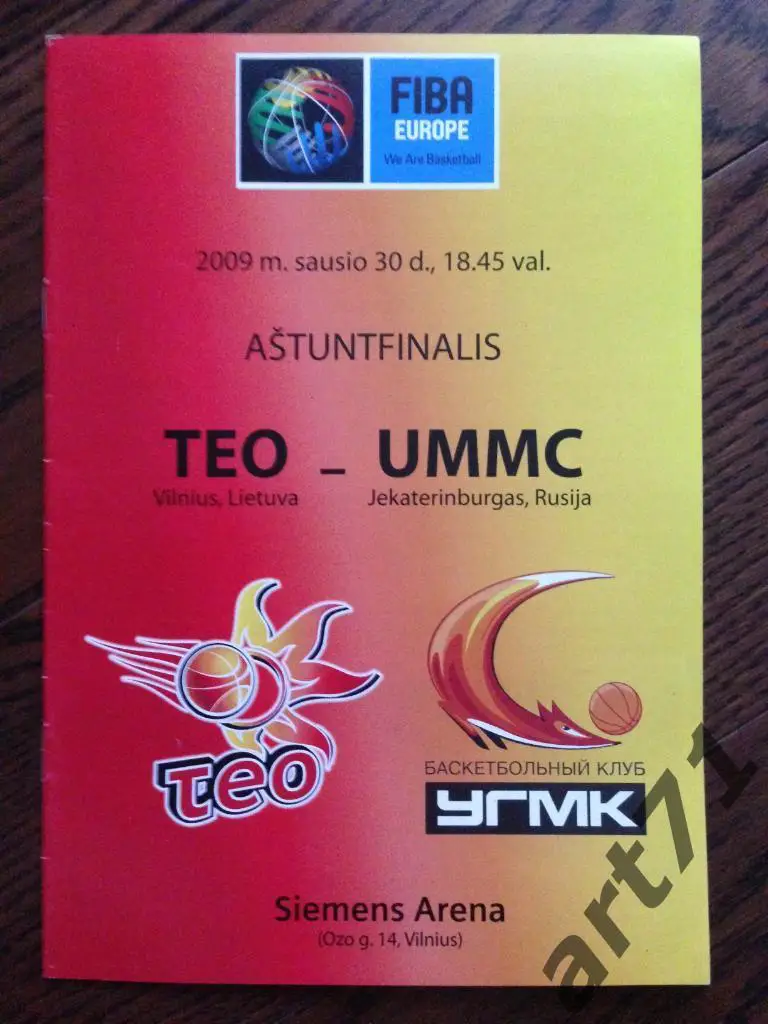 FIBA
EUROPE
We Are Basketball
2009 m. sausio 30 d., 18.45 val.
AŠTUNTFINALIS
TEO – UMMC
Vilnius, Lietuva Jekaterinburgas, Rusija
teo
БАСКЕТБОЛЬНЫЙ КЛУБ
УГМК
Siemens Arena
(Ozo g. 14, Vilnius)
art71